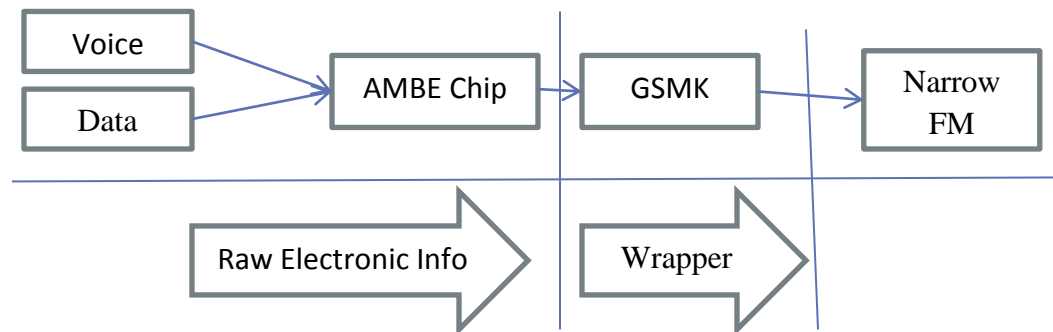 Voice
Data
AMBE Chip
GSMK
Narrow
FM
Raw Electronic Info
Wrapper